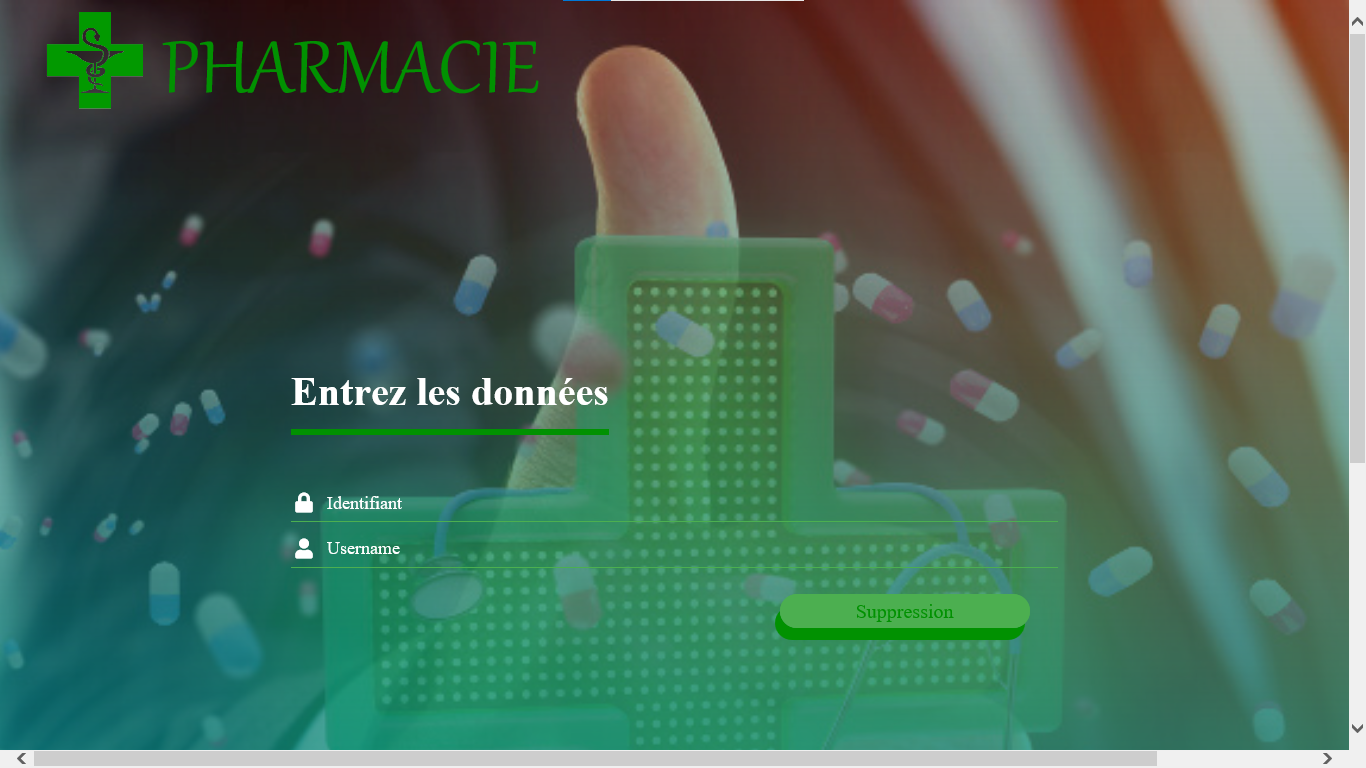 PHARMACIE
Entrez les données
Identifiant
Username
Suppression